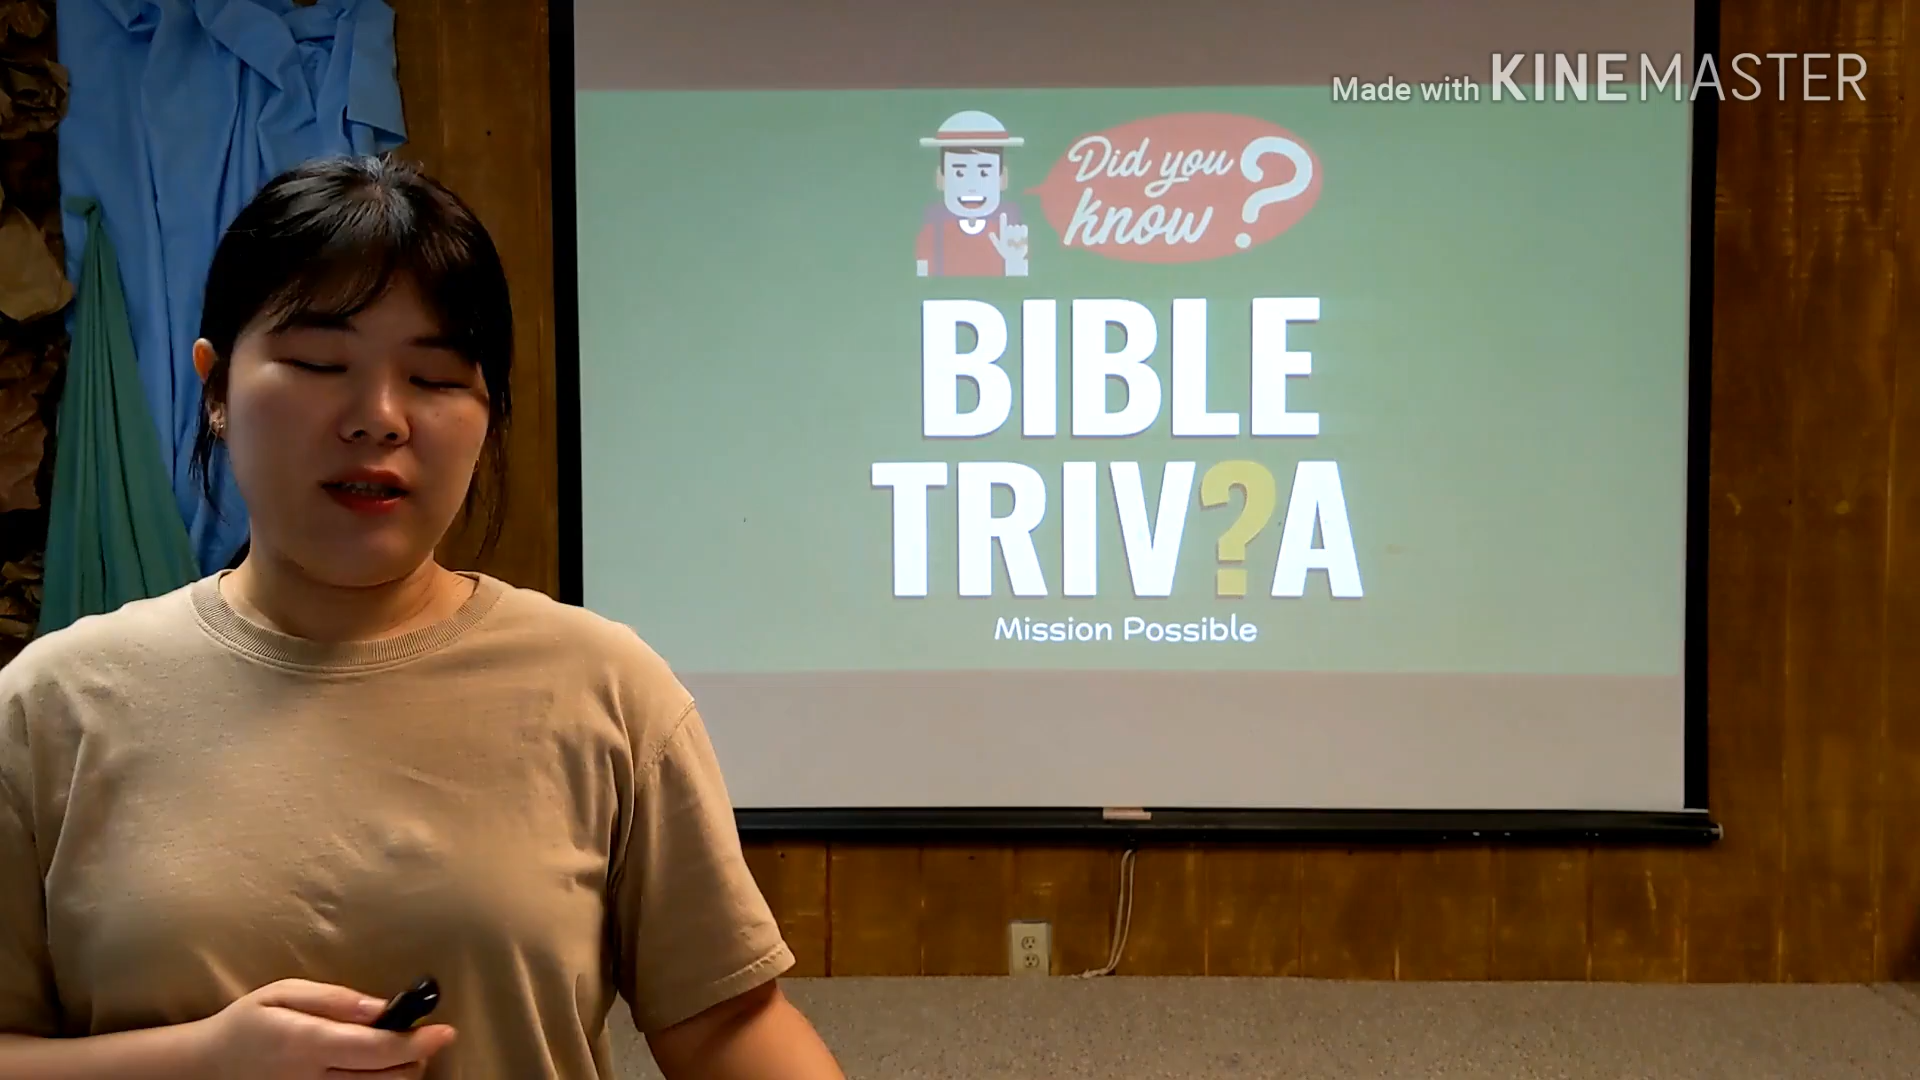 Made with KINEMASTER
Did you
know?
BIBLE
TRIV?A
Mission Possible